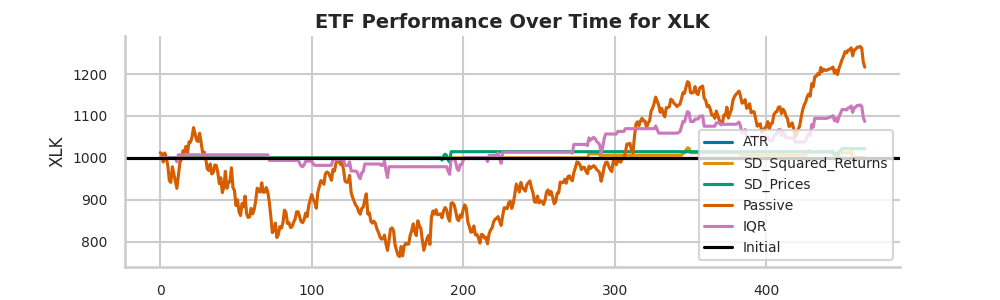 ETF Performance Over Time for XLK
XLK
1200
1100
1000
900
800
0
100
200
300
400
ATR
SD_Squared_Returns
SD_Prices
Passive
IQR
Initial